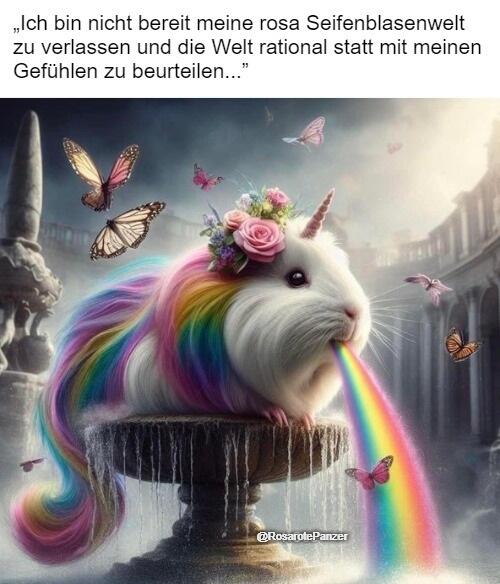 „Ich bin nicht bereit meine rosa Seifenblasenwelt
zu verlassen und die Welt rational statt mit meinen
Gefühlen zu beurteilen...”
@RosarotePanzer